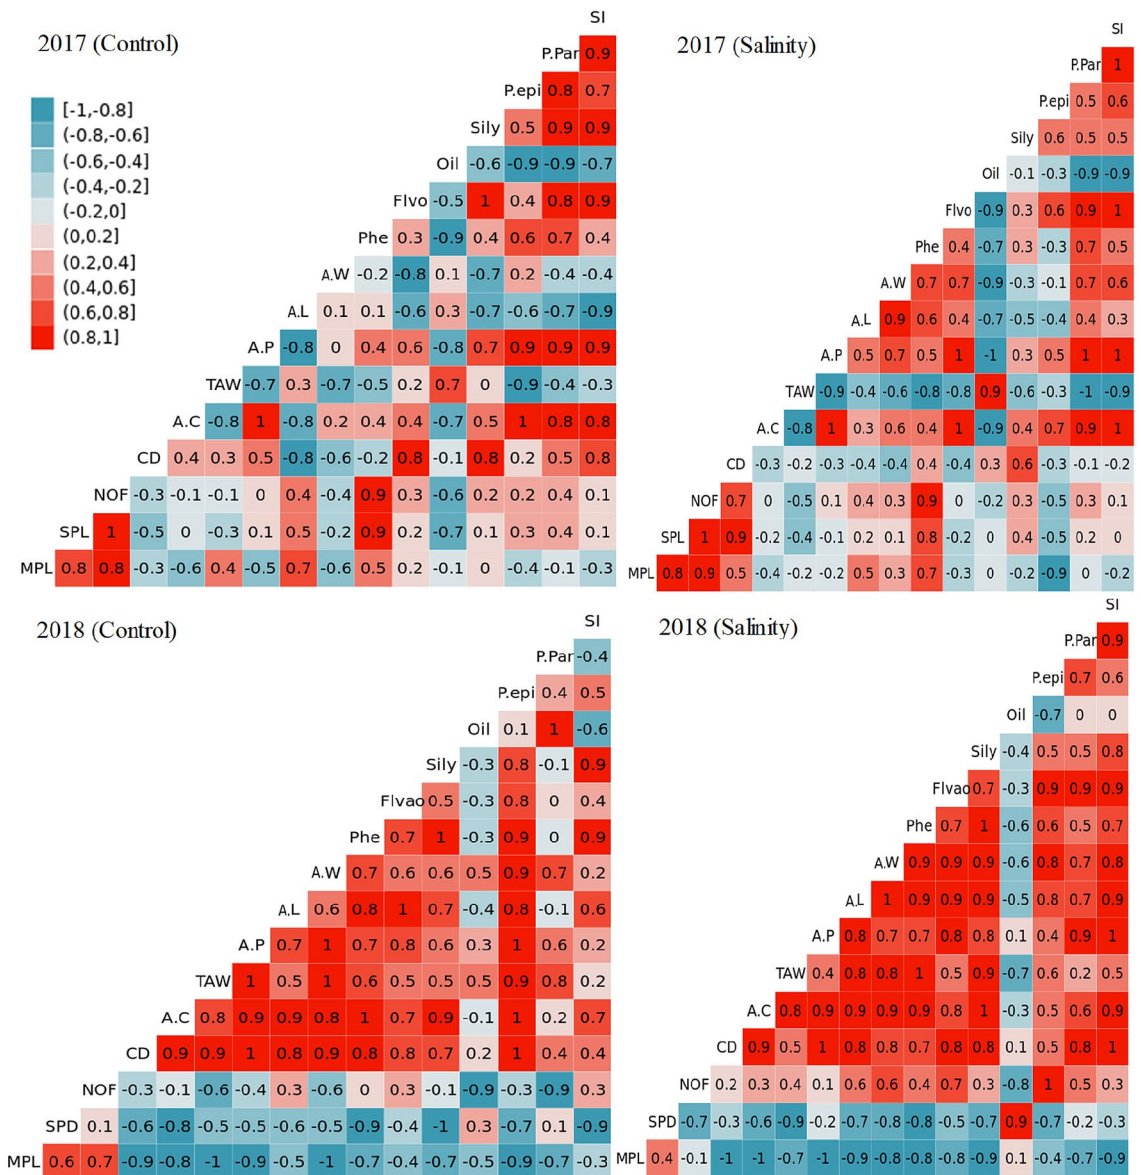 2017 (Control)
SI
P.Par 0.9
P.epi 0.8 0.7
Sily 0.5 0.9 0.9
Oil -0.6 -0.9 -0.9 -0.7
Flvo -0.5 1 0.4 0.8 0.9
Phe 0.3 -0.9 0.4 0.6 0.7 0.4
A.W -0.2 -0.8 0.1 -0.7 0.2 -0.4 -0.4
A.L 0.1 0.1 -0.6 0.3 -0.7 -0.6 -0.7 -0.9
A.P -0.8 0 0.4 0.6 -0.8 0.7 0.9 0.9 0.9
TAW -0.7 0.3 -0.7 -0.5 0.2 0.7 0 -0.9 -0.4 -0.3
A.C -0.8 1 -0.8 0.2 0.4 0.4 -0.7 0.5 1 0.8 0.8
CD 0.4 0.3 0.5 -0.8 -0.6 -0.2 0.8 -0.1 0.8 0.2 0.5 0.8
NOF -0.3 -0.1 -0.1 0 0.4 -0.4 0.9 0.3 -0.6 0.2 0.2 0.4 0.1
SPL 1 -0.5 0 -0.3 0.1 0.5 -0.2 0.9 0.2 -0.7 0.1 0.3 0.4 0.1
MPL 0.8 0.8 -0.3 -0.6 0.4 -0.5 0.7 -0.6 0.5 0.2 -0.1 0 -0.4 -0.1 -0.3
[-1,-0.8]
(-0.8,-0.6]
(-0.6,-0.4]
(-0.4,-0.2]
(-0.2,0]
(0,0.2]
(0.2,0.4]
(0.4,0.6]
(0.6,0.8]
(0.8,1]
2017 (Salinity)
SI
P.Par 1
P.epi 0.5 0.6
Sily 0.6 0.5 0.5
Oil -0.1 -0.3 -0.9 -0.9
Flvo -0.9 0.3 0.6 0.9 1
Phe 0.4 -0.7 0.3 -0.3 0.7 0.5
A.W 0.7 0.7 -0.9 -0.3 -0.1 0.7 0.6
A.L 0.9 0.6 0.4 -0.7 -0.5 -0.4 0.4 0.3
A.P 0.5 0.7 0.5 1 -1 0.3 0.5 1 1
TAW -0.9 -0.4 -0.6 -0.8 -0.8 0.9 -0.6 -0.3 -1 -0.9
A.C -0.8 1 0.3 0.6 0.4 1 -0.9 0.4 0.7 0.9 1
CD -0.3 -0.2 -0.3 -0.4 -0.4 0.4 -0.4 0.3 0.6 -0.3 -0.1 -0.2
NOF 0.7 0 -0.5 0.1 0.4 0.3 0.9 0 -0.2 0.3 -0.5 0.3 0.1
SPL 1 0.9 -0.2 -0.4 -0.1 0.2 0.1 0.8 -0.2 0 0.4 -0.5 0.2 0
MPL 0.8 0.9 0.5 -0.4 -0.2 -0.2 0.5 0.3 0.7 -0.3 0 -0.2 -0.9 0 -0.2
2018 (Control)
SI
P.Par -0.4
P.epi 0.4 0.5
Oil 0.1 1 -0.6
Sily -0.3 0.8 -0.1 0.9
Flvao 0.5 -0.3 0.8 0 0.4
Phe 0.7 1 -0.3 0.9 0 0.9
A.W 0.7 0.6 0.6 0.5 0.9 0.7 0.2
A.L 0.6 0.8 1 0.7 -0.4 0.8 -0.1 0.6
A.P 0.7 1 0.7 0.8 0.6 0.3 1 0.6 0.2
TAW 1 0.5 1 0.6 0.5 0.5 0.5 0.9 0.8 0.2
A.C 0.8 0.9 0.9 0.8 1 0.7 0.9 -0.1 1 0.2 0.7
CD 0.9 0.9 1 0.8 0.9 0.8 0.8 0.7 0.2 1 0.4 0.4
NOF -0.3 -0.1 -0.6 -0.4 0.3 -0.6 0 0.3 -0.1 -0.9 -0.3 -0.9 0.3
SPD 0.1 -0.6 -0.8 -0.5 -0.5 -0.6 -0.5 -0.9 -0.4 -1 0.3 -0.7 0.1 -0.9
MPL 0.6 0.7 -0.9 -0.8 -1 -0.9 -0.5 -1 -0.7 -0.4 -0.7 -0.5 -0.9 -0.7 -0.3
2018 (Salinity)
SI
P.Par 0.9
P.epi 0.7 0.6
Oil -0.7 0 0
Sily -0.4 0.5 0.5 0.8
Flvao 0.7 -0.3 0.9 0.9 0.9
Phe 0.7 1 -0.6 0.6 0.5 0.7
A.W 0.9 0.9 0.9 -0.6 0.8 0.7 0.8
A.L 1 0.9 0.9 0.9 -0.5 0.8 0.7 0.9
A.P 0.8 0.7 0.7 0.8 0.8 0.1 0.4 0.9 1
TAW 0.4 0.8 0.8 1 0.5 0.9 -0.7 0.6 0.2 0.5
A.C 0.8 0.9 0.9 0.9 0.9 0.8 1 -0.3 0.5 0.6 0.9
CD 0.9 0.5 1 0.8 0.8 0.7 0.8 0.8 0.1 0.5 0.8 1
NOF 0.2 0.3 0.4 0.1 0.6 0.6 0.4 0.7 0.3 -0.8 1 0.5 0.3
SPD -0.7 -0.3 -0.6 -0.9 -0.2 -0.7 -0.8 -0.8 -0.5 -0.7 0.9 -0.4 -0.2 -0.3
MPL 0.4 -0.1 -1 -1 -0.7 -1 -0.9 -0.8 -0.8 -0.8 -0.9 0.1 -0.4 -0.7 -0.9